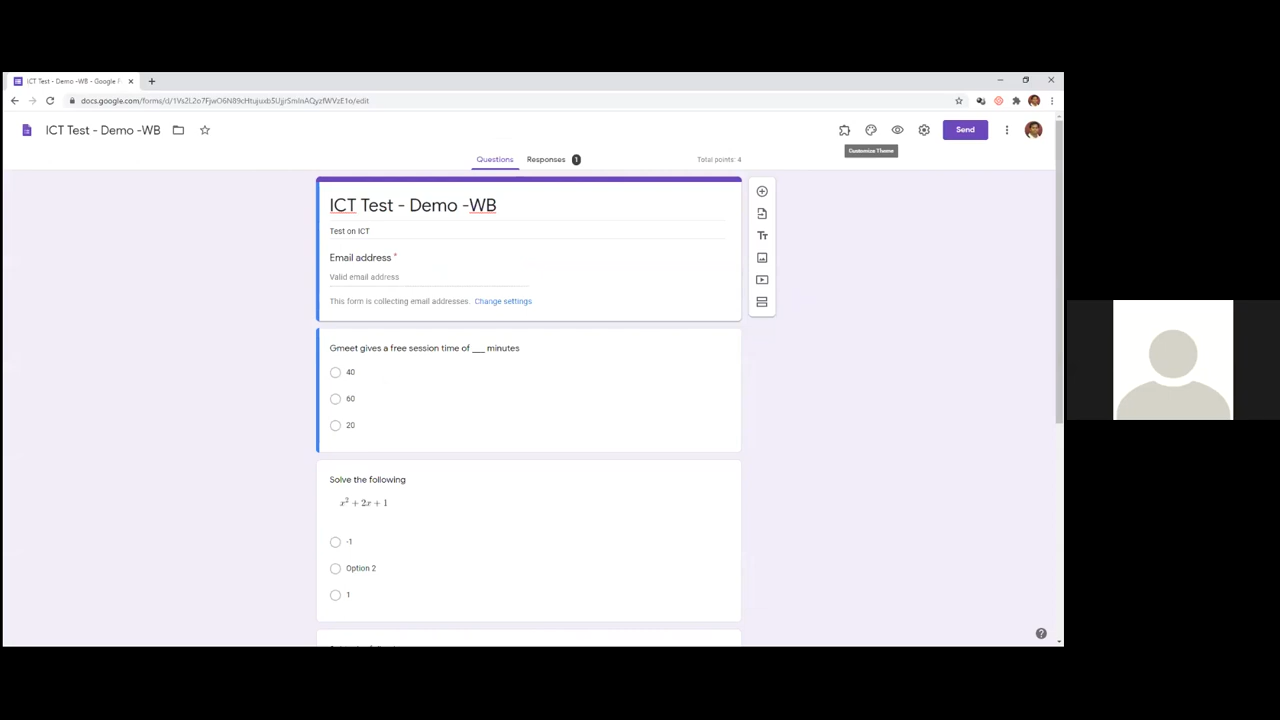 ICT Test - Demo -WB - Google F
docs.google.com/forms/d/
/edit
ICT Test - Demo -WB
Send
Customize Theme
Questions
Responses 1
Total points: 4
ICT Test - Demo -WB
Test on ICT
Email address *
Valid email address
This form is collecting email addresses. Change settings
Gmeet gives a free session time of ___ minutes
40
60
20
Solve the following
x² + 2x + 1
-1
Option 2
1